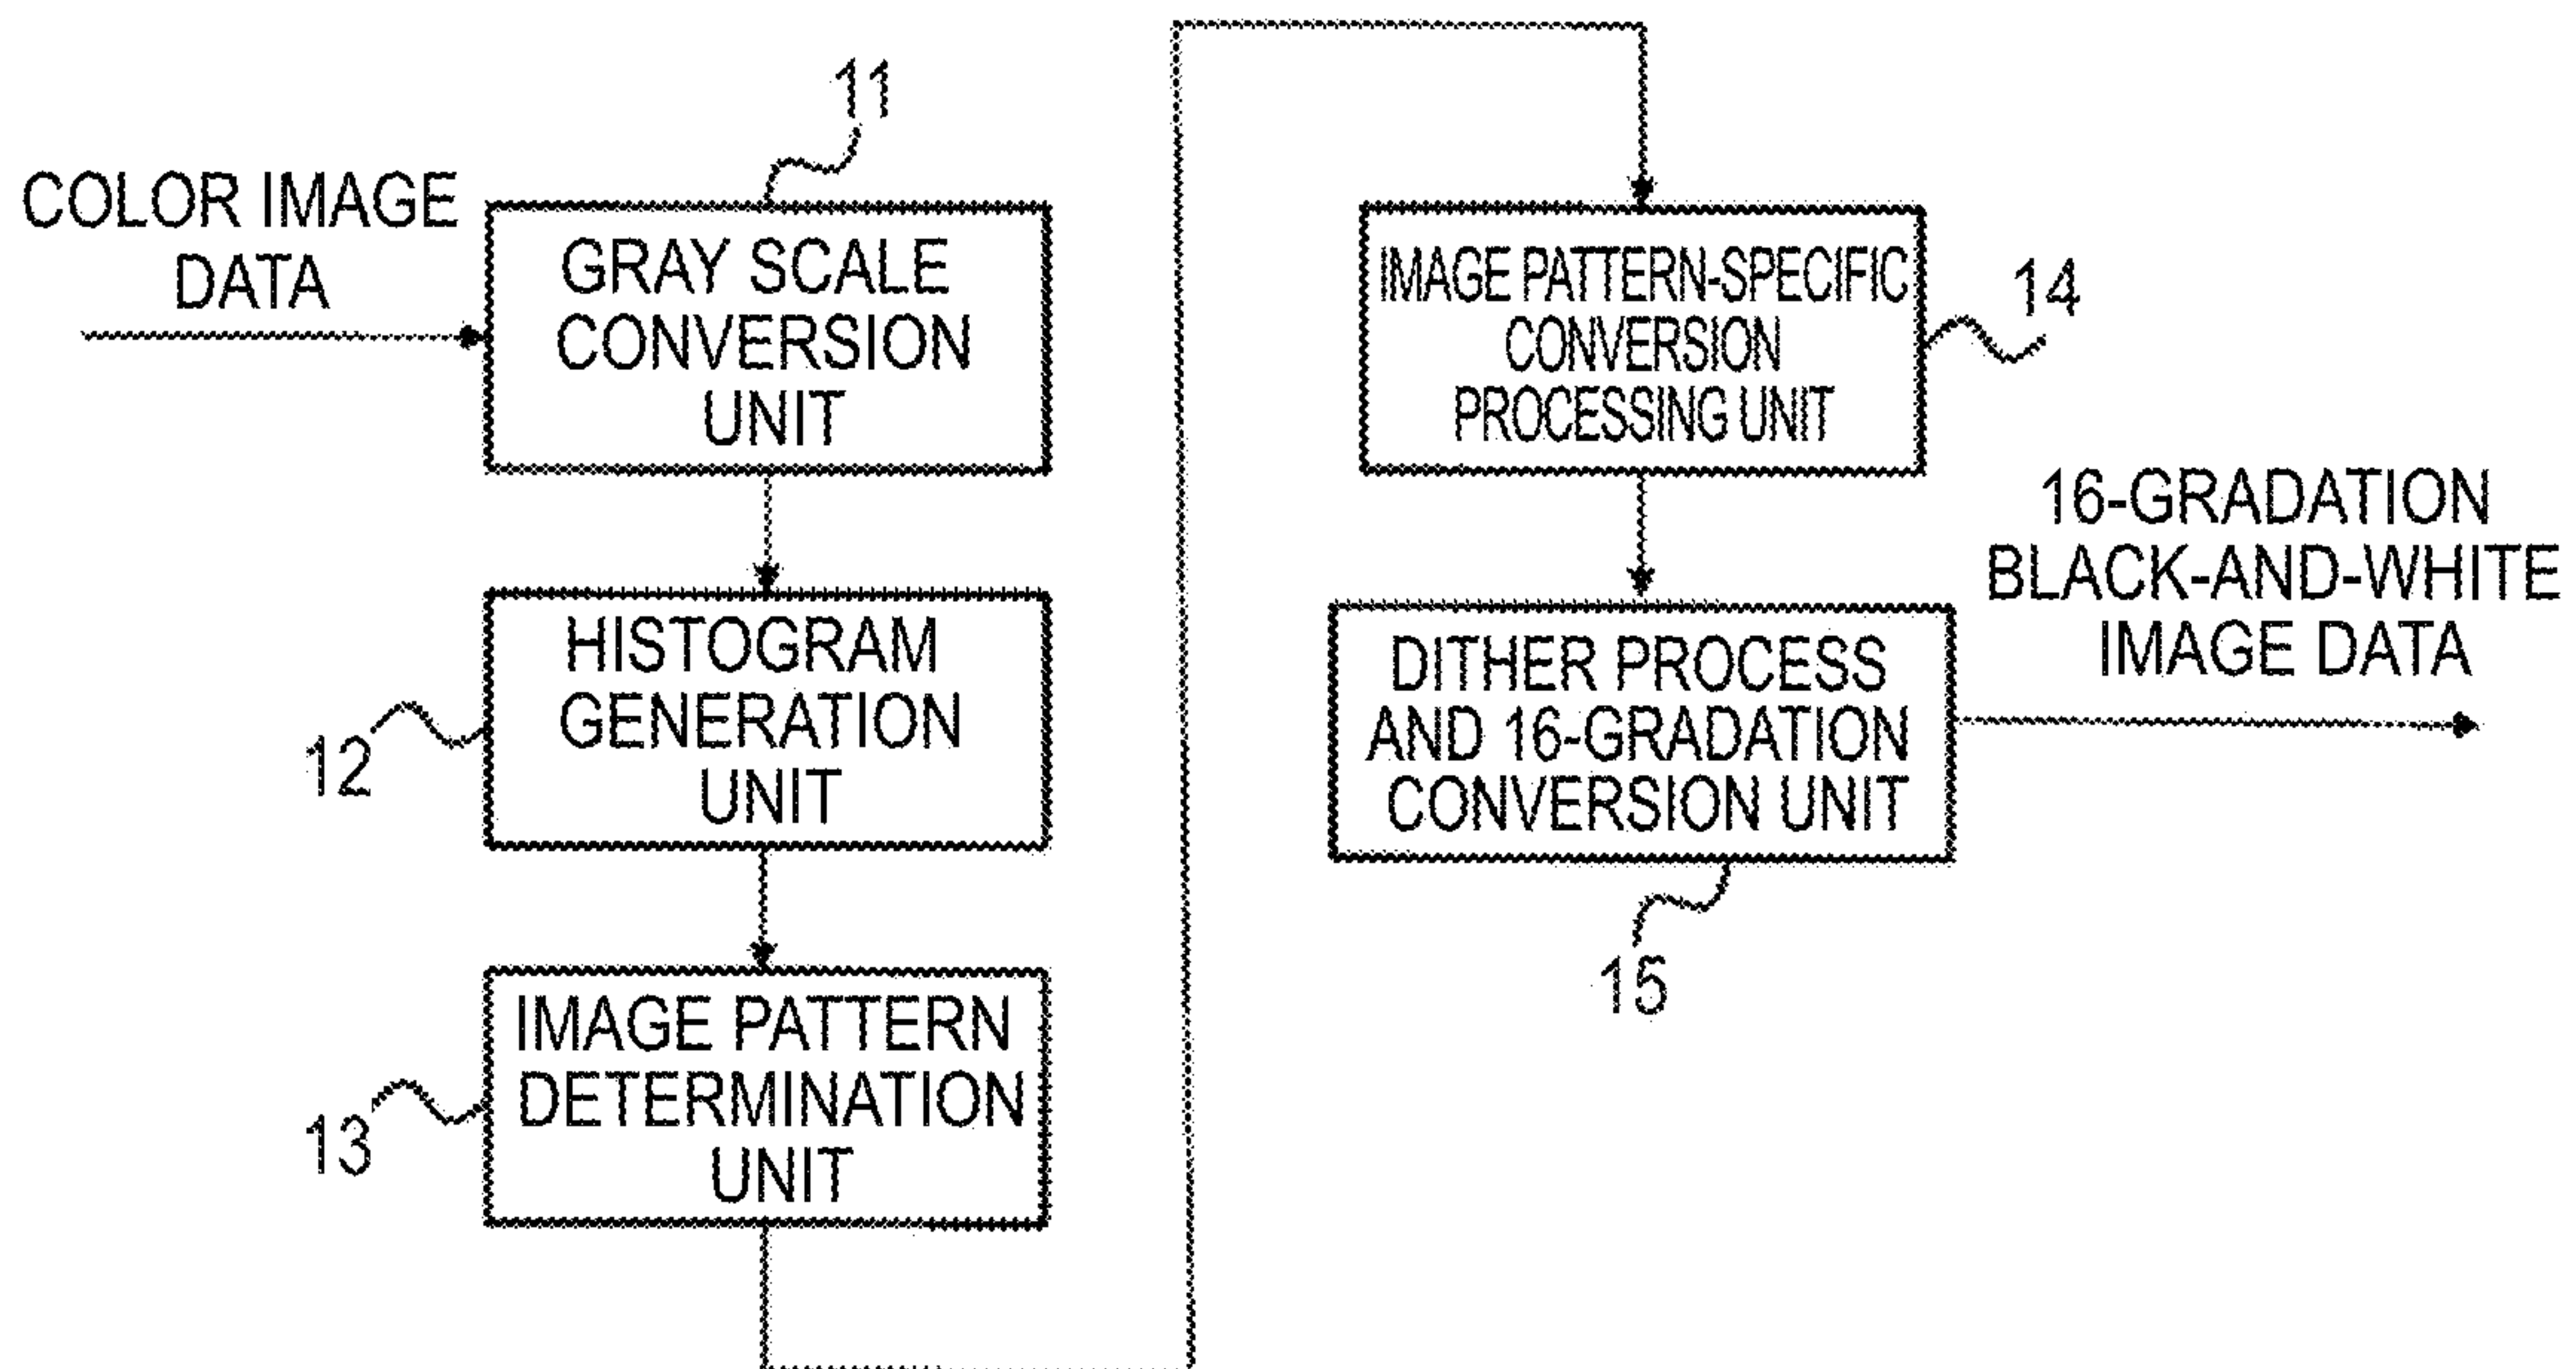 11
COLOR IMAGE
DATA
GRAY SCALE
CONVERSION
UNIT
12
HISTOGRAM
GENERATION
UNIT
13
IMAGE PATTERN
DETERMINATION
UNIT
IMAGE PATTERN-SPECIFIC
CONVERSION
PROCESSING UNIT
14
DITHER PROCESS
AND 16-GRADATION
CONVERSION UNIT
15
16-GRADATION
BLACK-AND-WHITE
IMAGE DATA